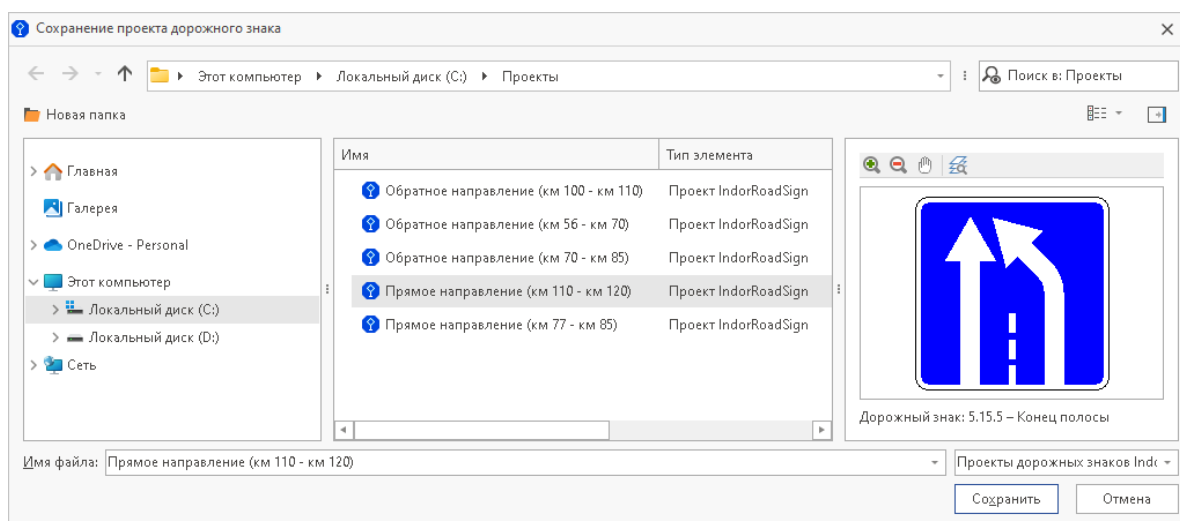 Сохранение проекта дорожного знака
Этот компьютер Локальный диск (C:) Проекты
Поиск в: Проекты
Новая папка
Главная
Галерея
OneDrive - Personal
Этот компьютер
Локальный диск (C:)
Локальный диск (D:)
Сеть
Имя Тип элемента
Обратное направление (км 100 - км 110) Проект IndorRoadSign
Обратное направление (км 56 - км 70) Проект IndorRoadSign
Обратное направление (км 70 - км 85) Проект IndorRoadSign
Прямое направление (км 110 - км 120) Проект IndorRoadSign
Прямое направление (км 77 - км 85) Проект IndorRoadSign
Дорожный знак: 5.15.5 – Конец полосы
Имя файла: Прямое направление (км 110 - км 120)
Проекты дорожных знаков Indo
Сохранить Отмена